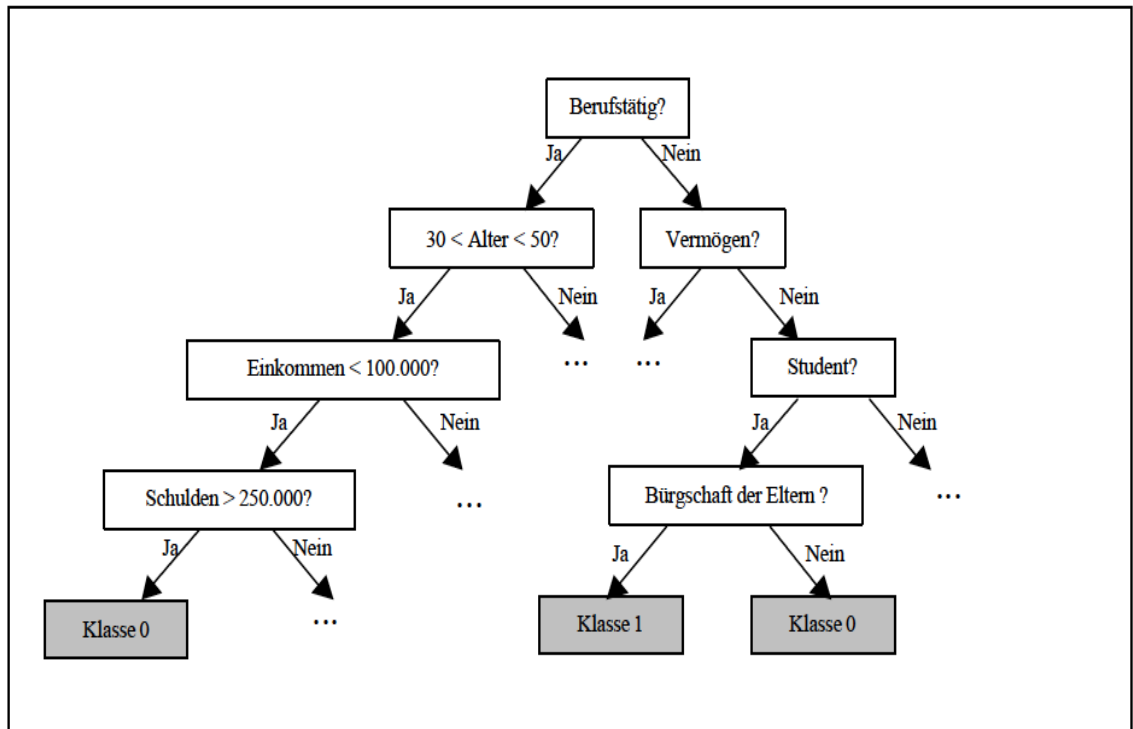 Berufstätig?
Ja
Nein
30 < Alter < 50?
Vermögen?
Ja
Nein
Ja
Nein
Einkommen < 100.000?
...
...
Student?
Ja
Nein
Ja
Nein
Schulden > 250.000?
...
Bürgschaft der Eltern ?
...
Ja
Nein
Ja
Nein
Klasse 0
...
Klasse 1
Klasse 0